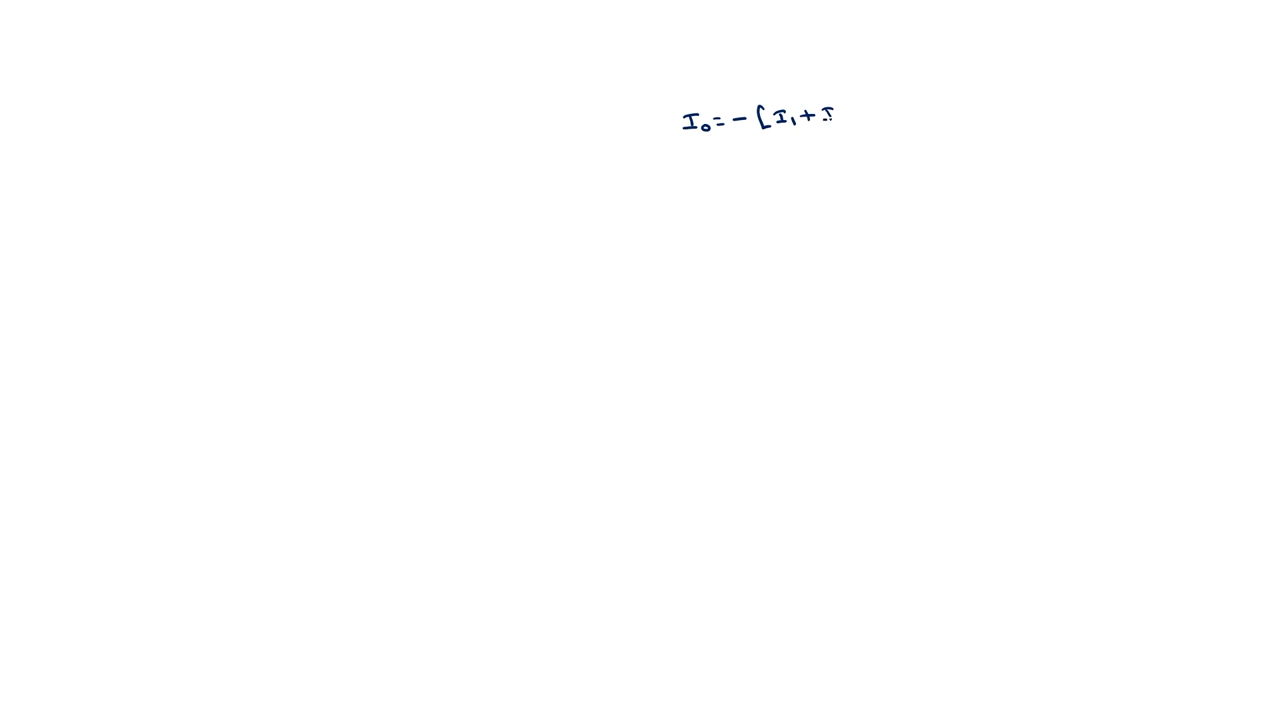 I₀ = - [I₁ + I